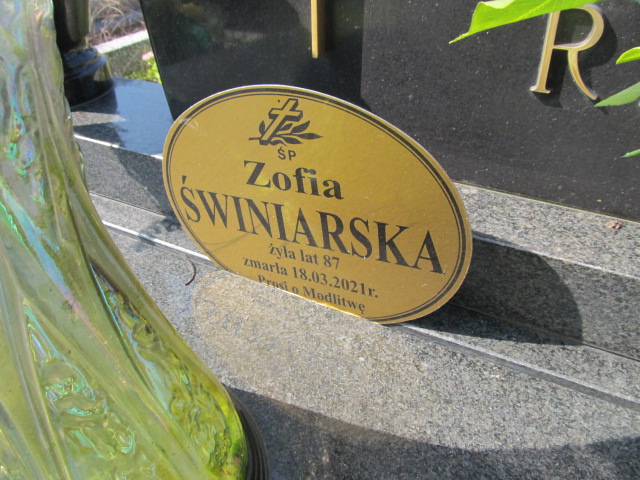 R
ŚP
Zofia
ŚWINIARSKA
żyła lat 87
zmarła 18.03.2021r.
Prosi o Modlitwę